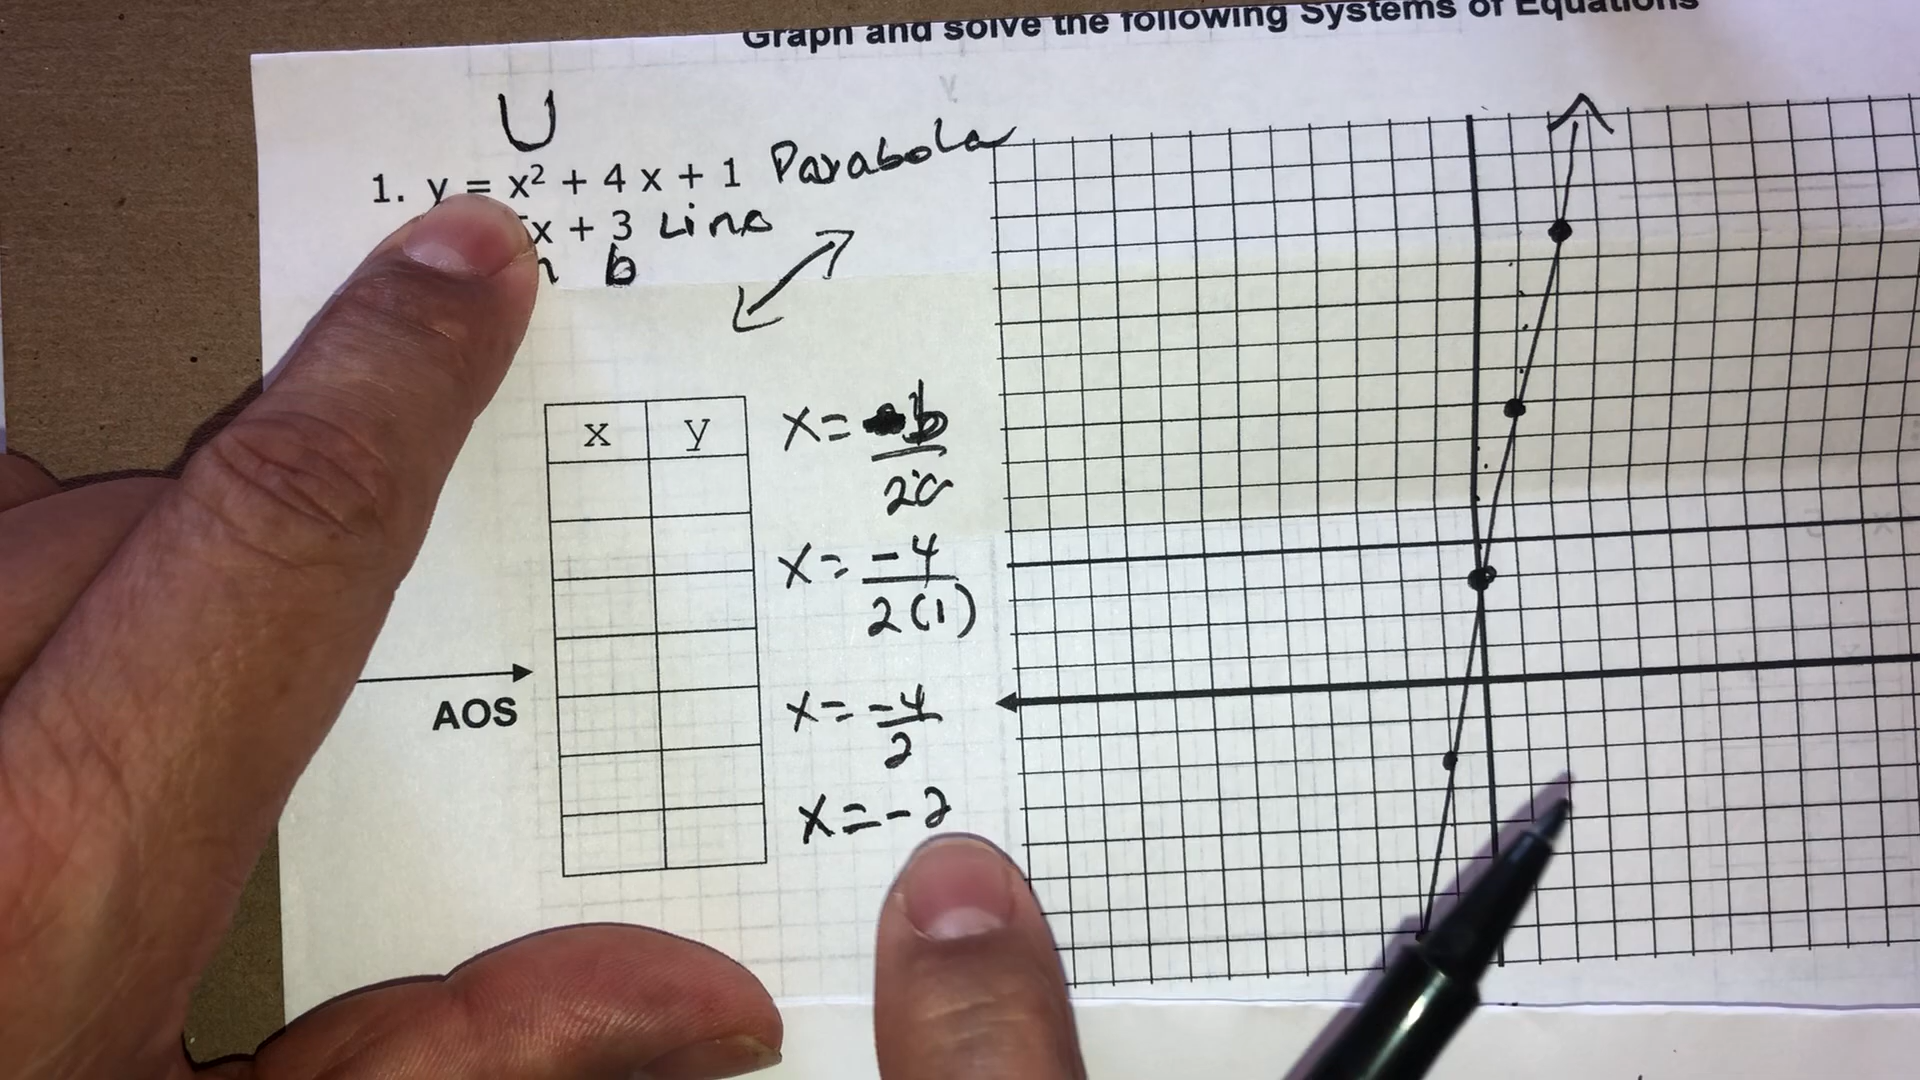 Graph and solve the following Systems of Equations
U
1. y = x² + 4 x + 1 Parabola
x + 3 Line
b
x y
x = -b
2a
x = -4
2(1)
AOS
x = -4
2
x = -2